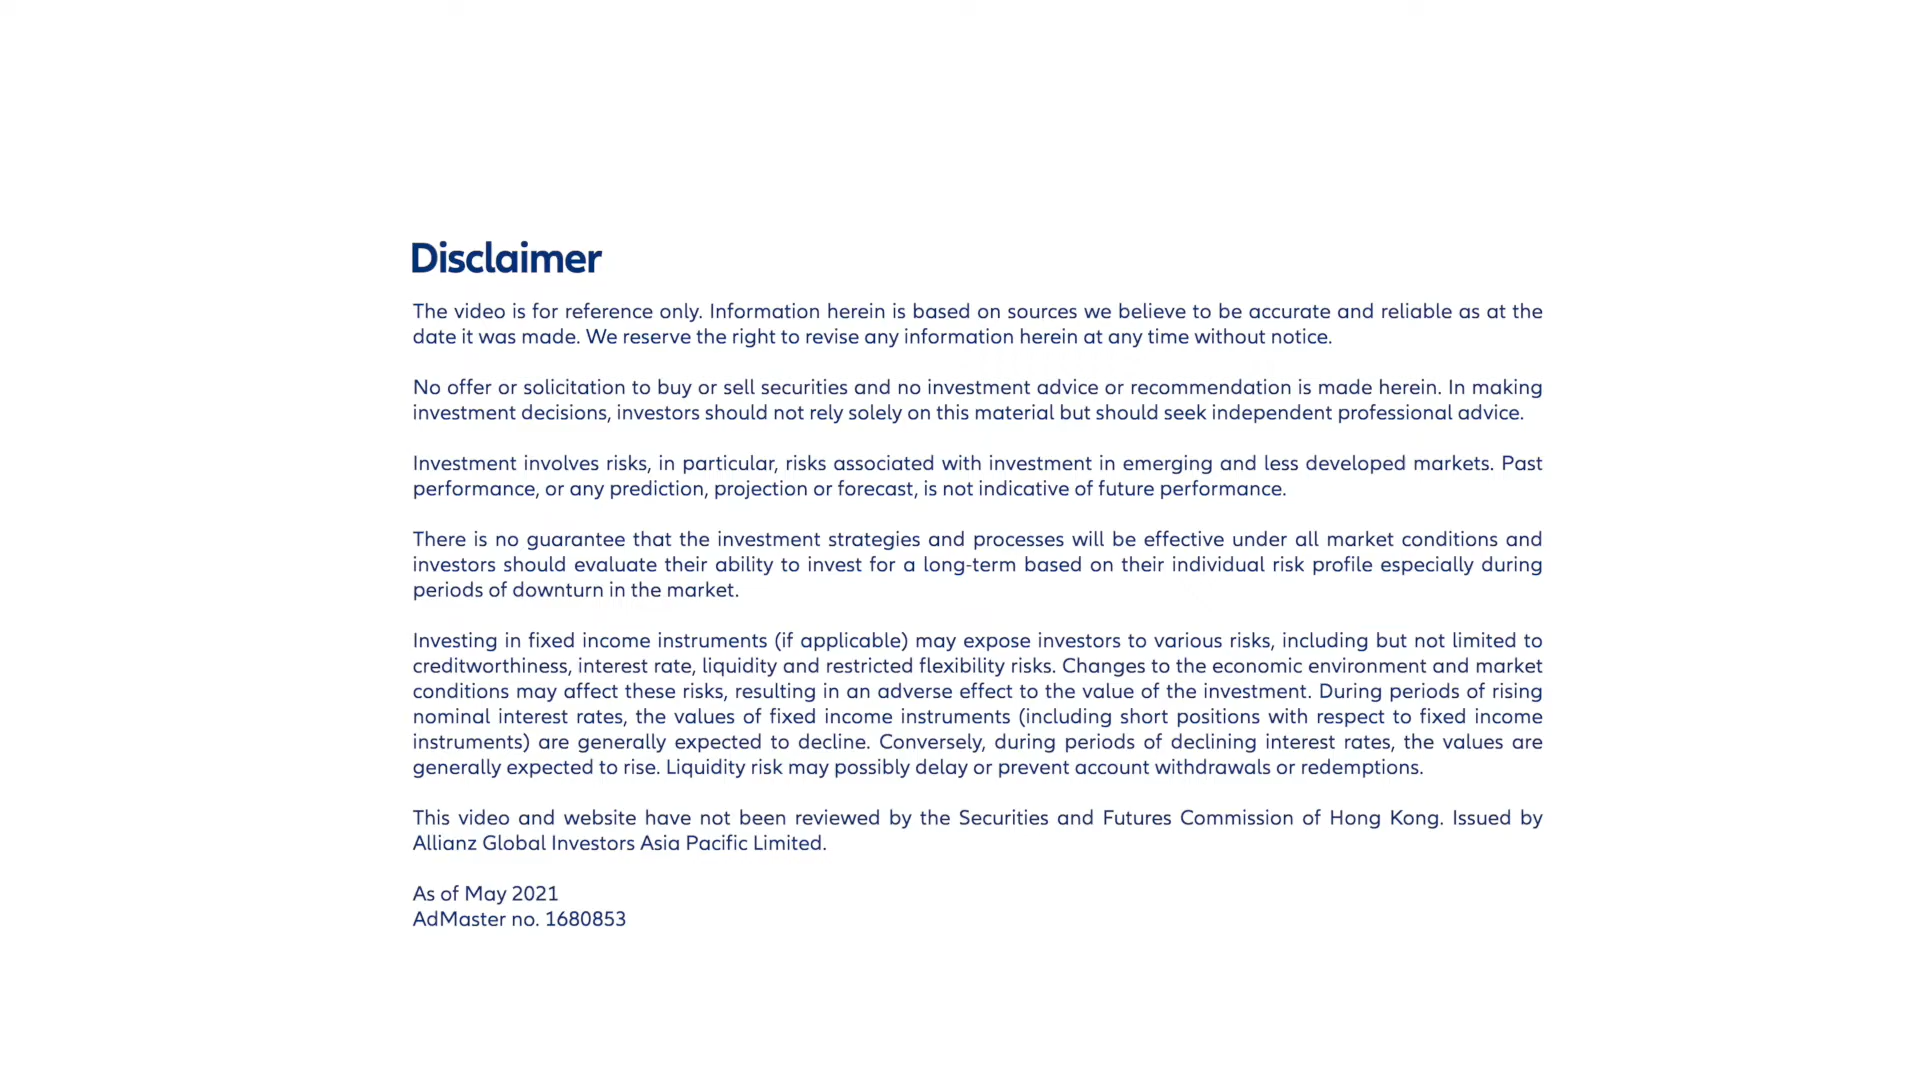 Disclaimer
The video is for reference only. Information herein is based on sources we believe to be accurate and reliable as at the
date it was made. We reserve the right to revise any information herein at any time without notice.
No offer or solicitation to buy or sell securities and no investment advice or recommendation is made herein. In making
investment decisions, investors should not rely solely on this material but should seek independent professional advice.
Investment involves risks, in particular, risks associated with investment in emerging and less developed markets. Past
performance, or any prediction, projection or forecast, is not indicative of future performance.
There is no guarantee that the investment strategies and processes will be effective under all market conditions and
investors should evaluate their ability to invest for a long-term based on their individual risk profile especially during
periods of downturn in the market.
Investing in fixed income instruments (if applicable) may expose investors to various risks, including but not limited to
creditworthiness, interest rate, liquidity and restricted flexibility risks. Changes to the economic environment and market
conditions may affect these risks, resulting in an adverse effect to the value of the investment. During periods of rising
nominal interest rates, the values of fixed income instruments (including short positions with respect to fixed income
instruments) are generally expected to decline. Conversely, during periods of declining interest rates, the values are
generally expected to rise. Liquidity risk may possibly delay or prevent account withdrawals or redemptions.
This video and website have not been reviewed by the Securities and Futures Commission of Hong Kong. Issued by
Allianz Global Investors Asia Pacific Limited.
As of May 2021
AdMaster no. 1680853